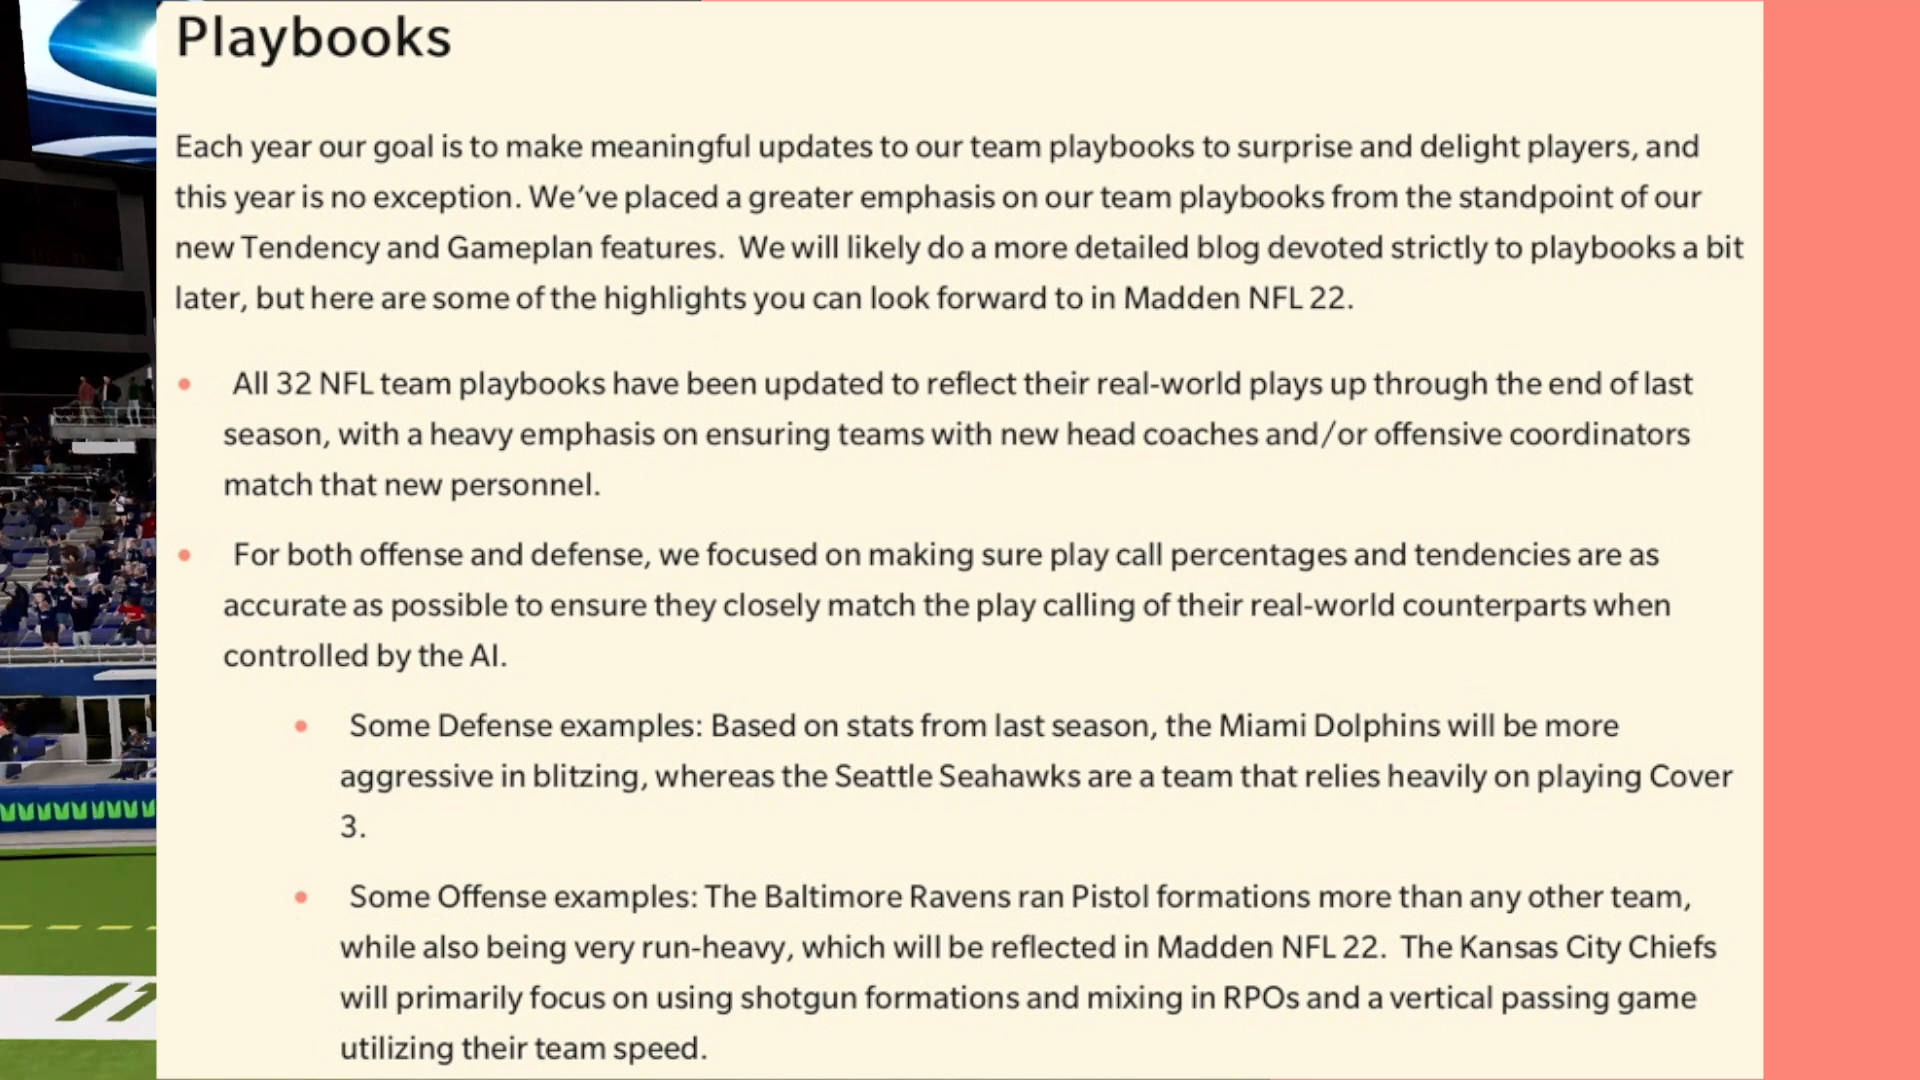 Playbooks
Each year our goal is to make meaningful updates to our team playbooks to surprise and delight players, and
this year is no exception. We’ve placed a greater emphasis on our team playbooks from the standpoint of our
new Tendency and Gameplan features.  We will likely do a more detailed blog devoted strictly to playbooks a bit
later, but here are some of the highlights you can look forward to in Madden NFL 22.
All 32 NFL team playbooks have been updated to reflect their real-world plays up through the end of last
season, with a heavy emphasis on ensuring teams with new head coaches and/or offensive coordinators
match that new personnel.
For both offense and defense, we focused on making sure play call percentages and tendencies are as
accurate as possible to ensure they closely match the play calling of their real-world counterparts when
controlled by the AI.
Some Defense examples: Based on stats from last season, the Miami Dolphins will be more
aggressive in blitzing, whereas the Seattle Seahawks are a team that relies heavily on playing Cover
3.
Some Offense examples: The Baltimore Ravens ran Pistol formations more than any other team,
while also being very run-heavy, which will be reflected in Madden NFL 22.  The Kansas City Chiefs
will primarily focus on using shotgun formations and mixing in RPOs and a vertical passing game
utilizing their team speed.